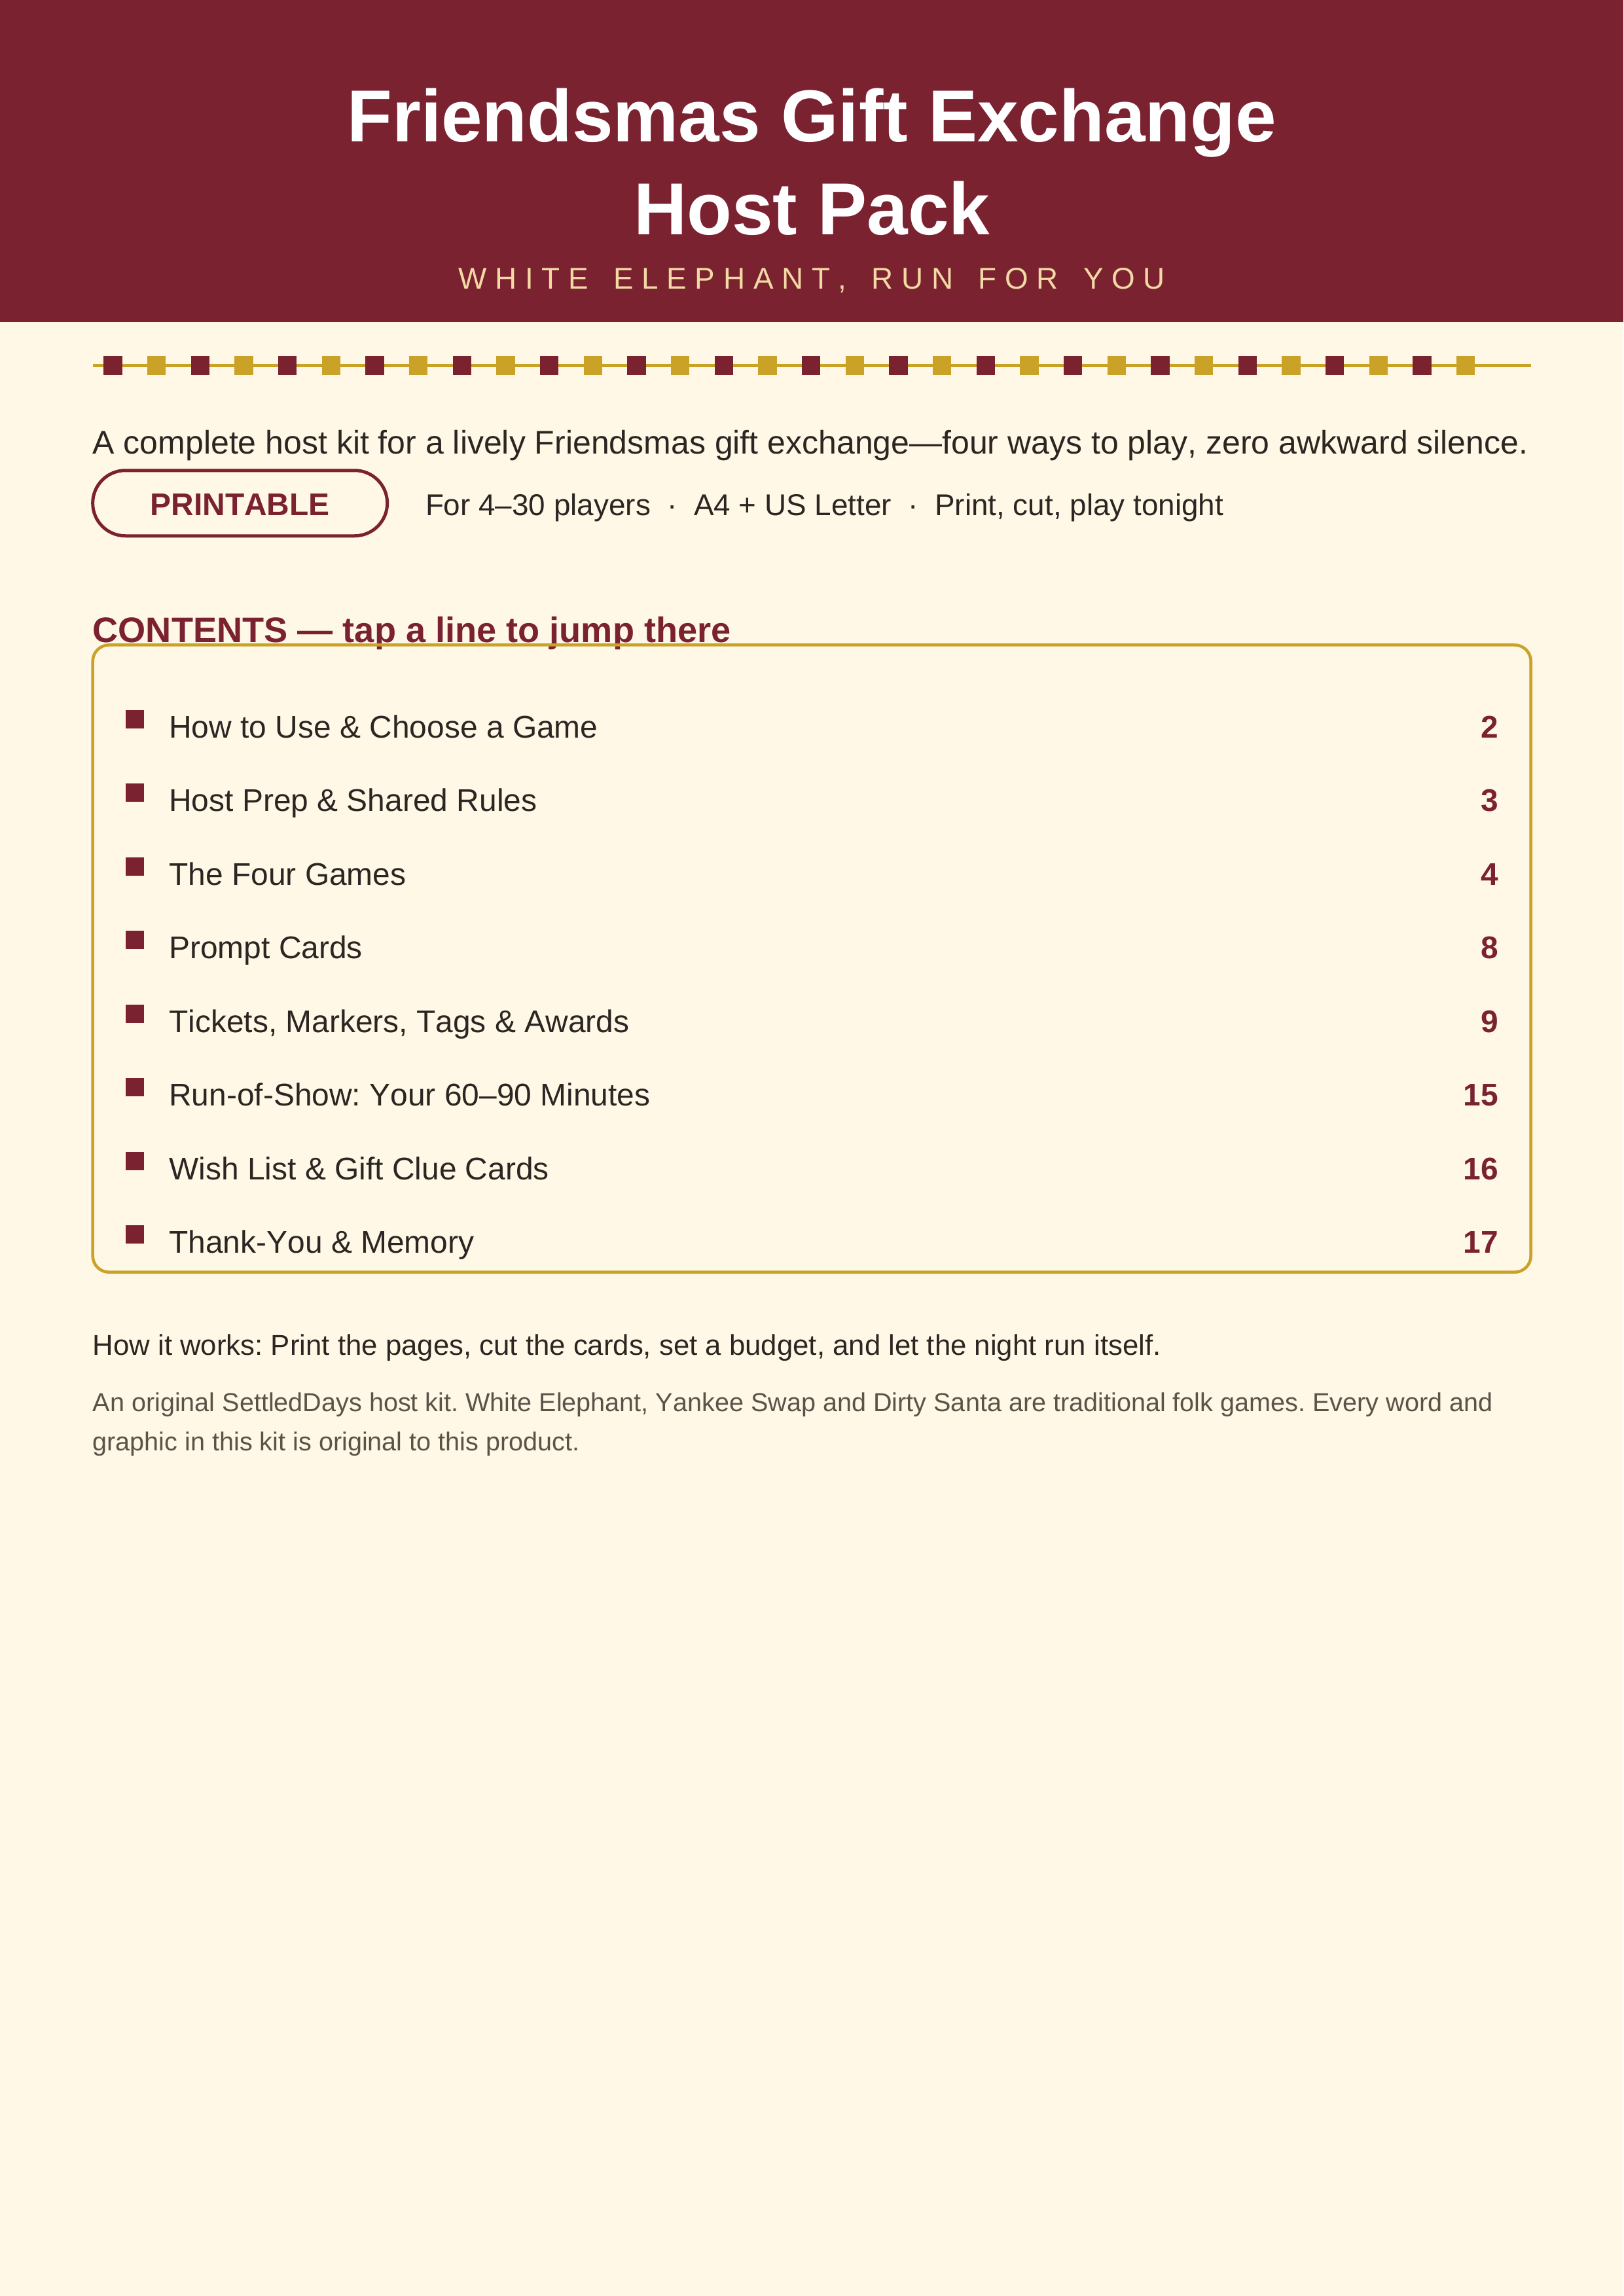 Friendsmas Gift Exchange
Host Pack
WHITE ELEPHANT, RUN FOR YOU
A complete host kit for a lively Friendsmas gift exchange—four ways to play, zero awkward silence.
PRINTABLE For 4–30 players · A4 + US Letter · Print, cut, play tonight
CONTENTS — tap a line to jump there
How to Use & Choose a Game 2
Host Prep & Shared Rules 3
The Four Games 4
Prompt Cards 8
Tickets, Markers, Tags & Awards 9
Run-of-Show: Your 60–90 Minutes 15
Wish List & Gift Clue Cards 16
Thank-You & Memory 17
How it works: Print the pages, cut the cards, set a budget, and let the night run itself.
An original SettledDays host kit. White Elephant, Yankee Swap and Dirty Santa are traditional folk games. Every word and
graphic in this kit is original to this product.